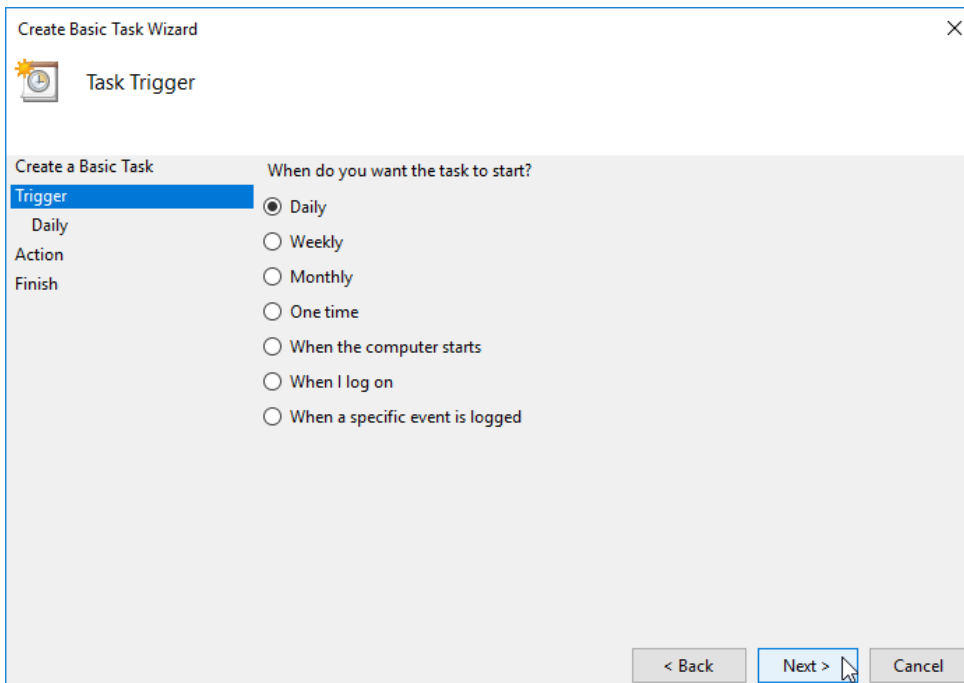 Create Basic Task Wizard
Task Trigger
Create a Basic Task
Trigger
Daily
Action
Finish
When do you want the task to start?
Daily
Weekly
Monthly
One time
When the computer starts
When I log on
When a specific event is logged
< Back
Next >
Cancel